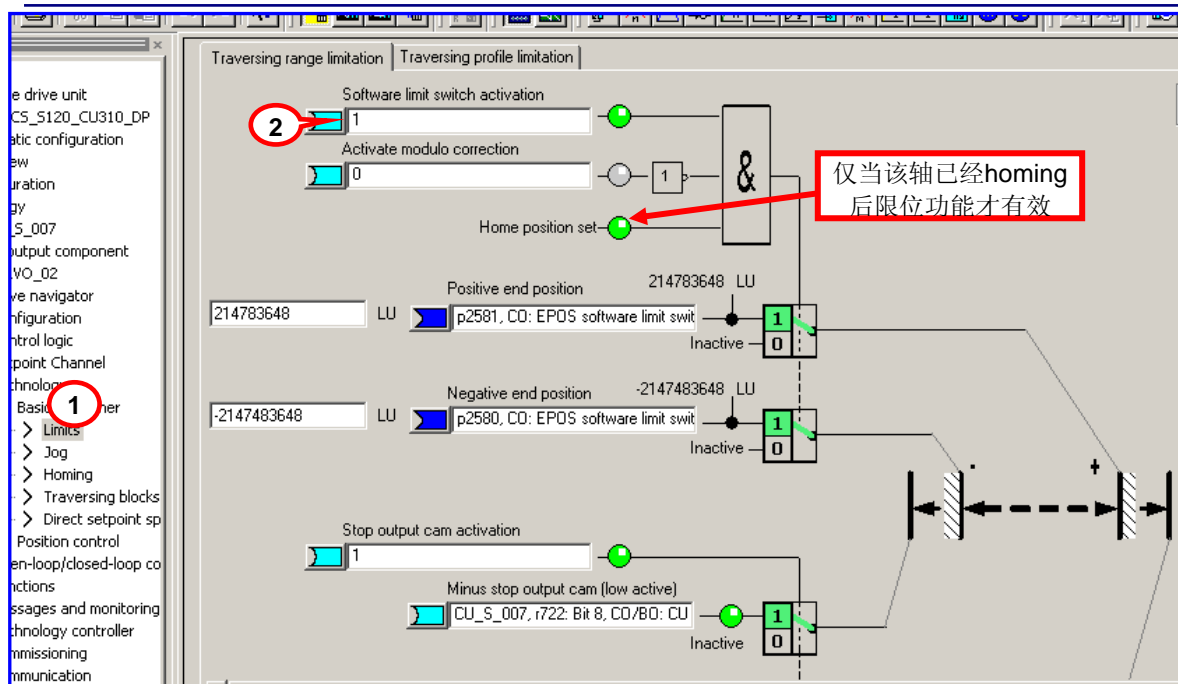 Traversing range limitation Traversing profile limitation
e drive unit
CS_S120_CU310_DP
atic configuration
ew
uration
gy
_S_007
output component
VO_02
ve navigator
nfiguration
ntrol logic
tpoint Channel
chnology
Basic ner
Limits
Jog
Homing
Traversing blocks
Direct setpoint sp
Position control
en-loop/closed-loop co
nctions
ssages and monitoring
chnology controller
mmissioning
mmunication
1
Software limit switch activation
2
1
Activate modulo correction
0
1
&
Home position set
仅当该轴已经homing
后限位功能才有效
Positive end position
214783648 LU
214783648 LU
p2581, CO: EPOS software limit swit
1
Inactive
0
Negative end position
-2147483648 LU
-2147483648 LU
p2580, CO: EPOS software limit swit
1
Inactive
0
- +
Stop output cam activation
1
Minus stop output cam (low active)
CU_S_007, r722: Bit 8, CO/BO: CU
1
Inactive
0